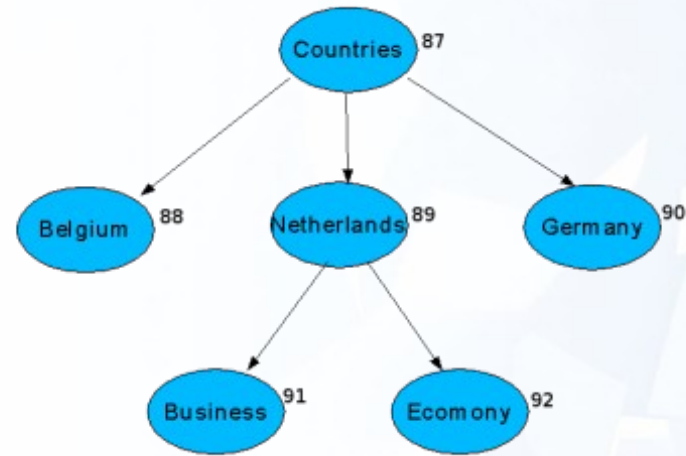 Countries 87
Belgium 88
Netherlands 89
Germany 90
Business 91
Ecomony 92